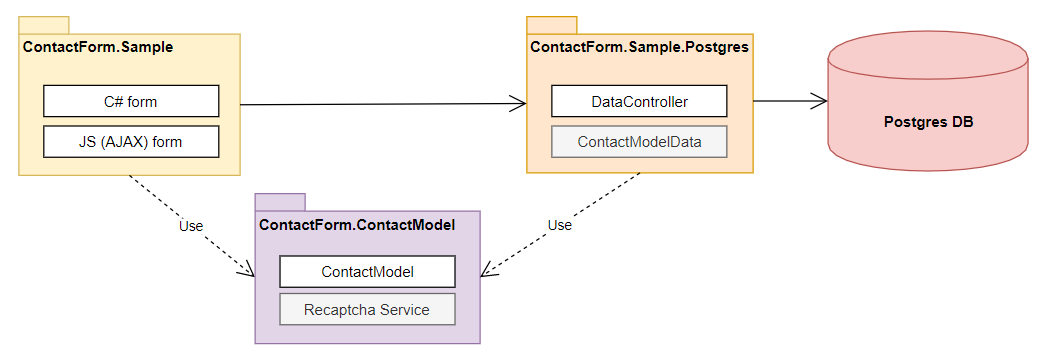 ContactForm.Sample
C# form
JS (AJAX) form
ContactForm.Sample.Postgres
DataController
ContactModelData
Postgres DB
Use
Use
ContactForm.ContactModel
ContactModel
Recaptcha Service